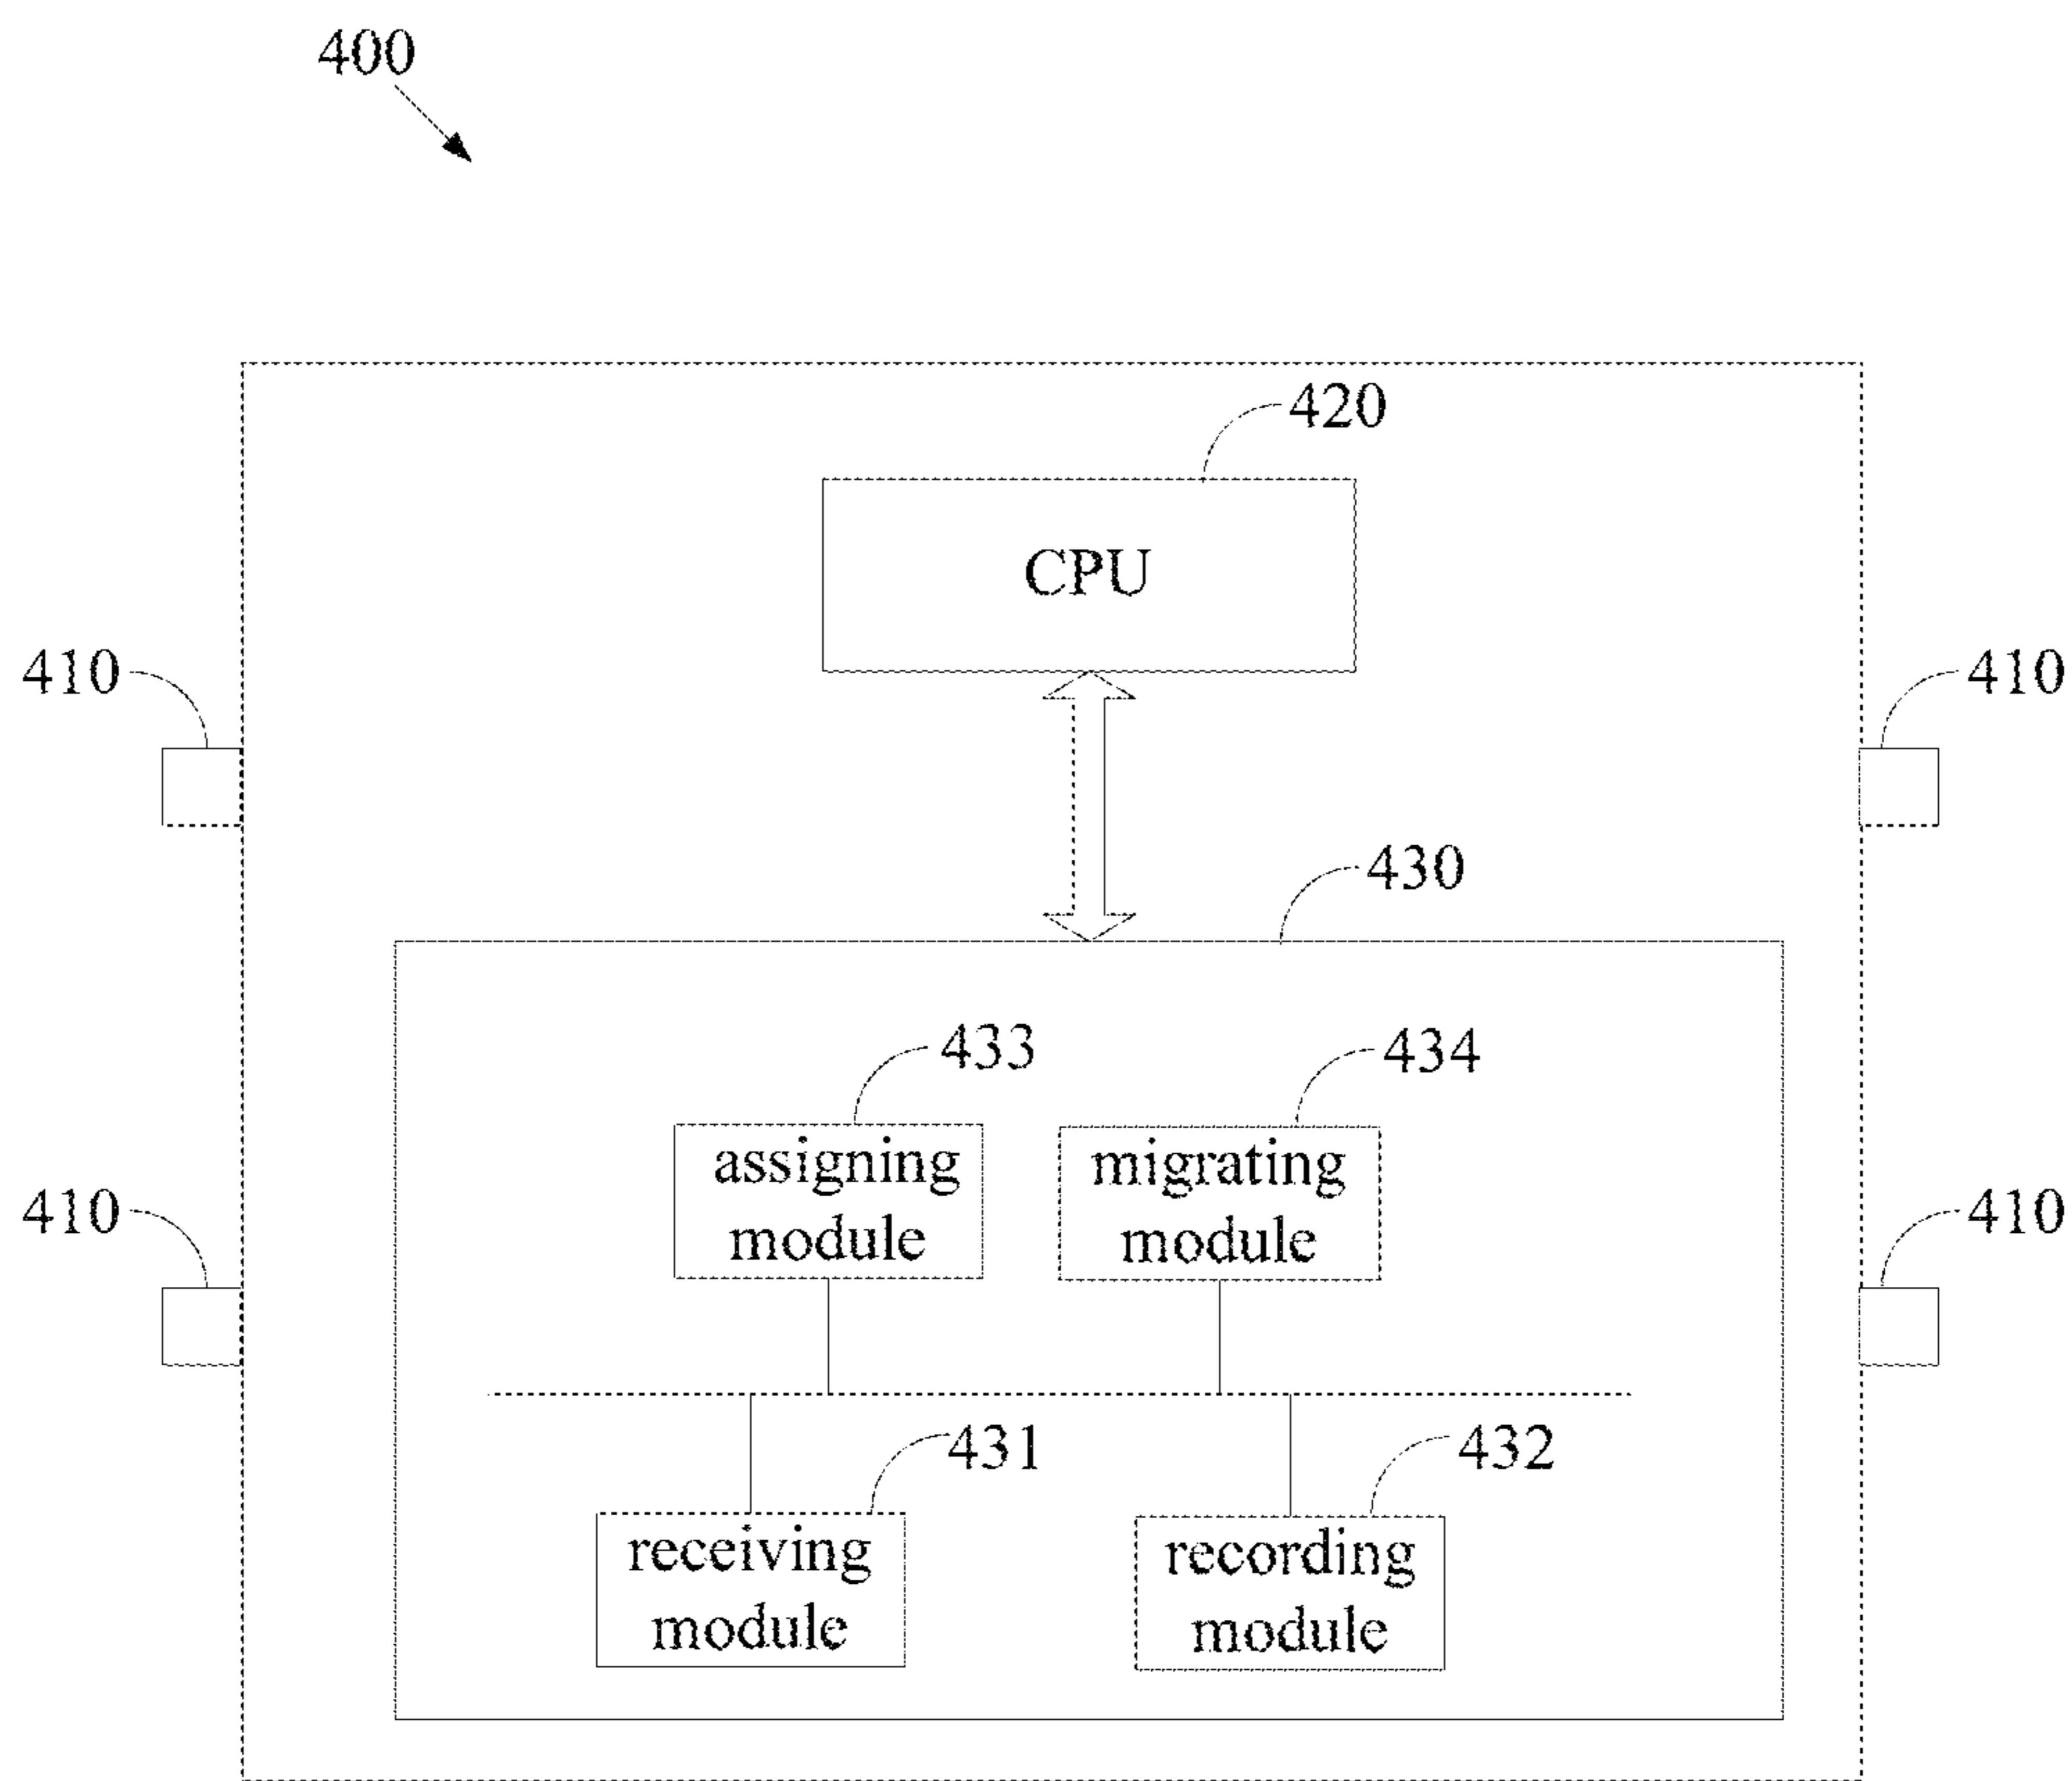 400
420
CPU
410
410
430
433
434
assigning
module
migrating
module
410
410
431
432
receiving
module
recording
module